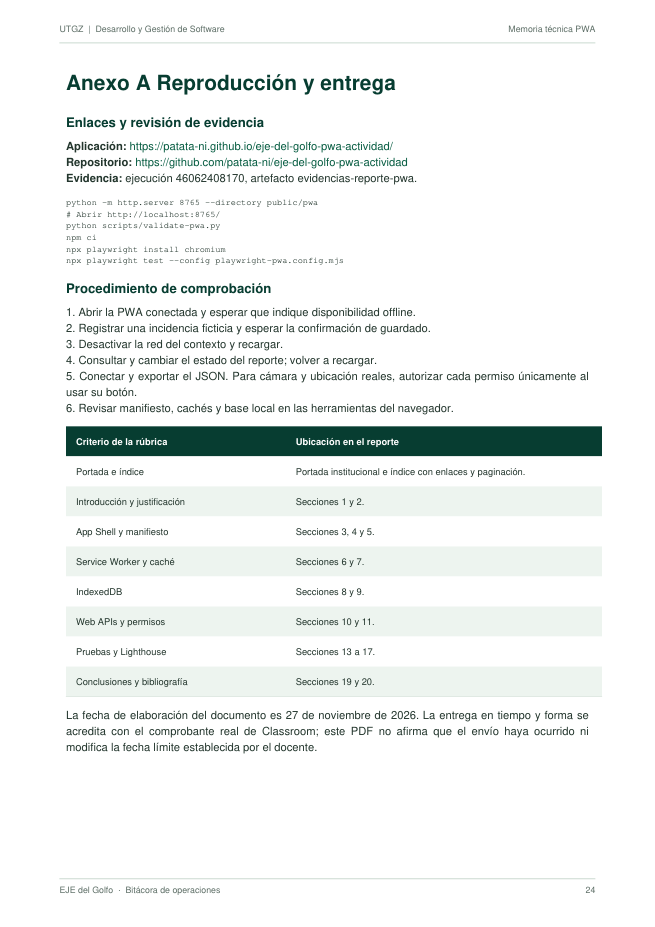 UTGZ | Desarrollo y Gestión de Software
Memoria técnica PWA
Anexo A Reproducción y entrega
Enlaces y revisión de evidencia
Aplicación: https://patata-ni.github.io/eje-del-golfo-pwa-actividad/
Repositorio: https://github.com/patata-ni/eje-del-golfo-pwa-actividad
Evidencia: ejecución 46062408170, artefacto evidencias-reporte-pwa.
python -m http.server 8765 --directory public/pwa
# Abrir http://localhost:8765/
python scripts/validate-pwa.py
npm ci
npx playwright install chromium
npx playwright test --config playwright-pwa.config.mjs
Procedimiento de comprobación
1. Abrir la PWA conectada y esperar que indique disponibilidad offline.
2. Registrar una incidencia ficticia y esperar la confirmación de guardado.
3. Desactivar la red del contexto y recargar.
4. Consultar y cambiar el estado del reporte; volver a recargar.
5. Conectar y exportar el JSON. Para cámara y ubicación reales, autorizar cada permiso únicamente al
usar su botón.
6. Revisar manifiesto, cachés y base local en las herramientas del navegador.
Criterio de la rúbrica Ubicación en el reporte
Portada e índice Portada institucional e índice con enlaces y paginación.
Introducción y justificación Secciones 1 y 2.
App Shell y manifiesto Secciones 3, 4 y 5.
Service Worker y caché Secciones 6 y 7.
IndexedDB Secciones 8 y 9.
Web APIs y permisos Secciones 10 y 11.
Pruebas y Lighthouse Secciones 13 a 17.
Conclusiones y bibliografía Secciones 19 y 20.
La fecha de elaboración del documento es 27 de noviembre de 2026. La entrega en tiempo y forma se
acredita con el comprobante real de Classroom; este PDF no afirma que el envío haya ocurrido ni
modifica la fecha límite establecida por el docente.
EJE del Golfo · Bitácora de operaciones
24